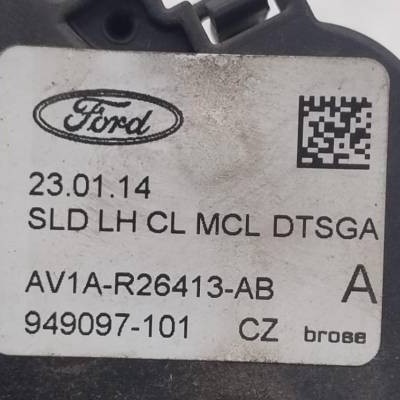 Ford
23.01.14
SLD LH CL MCL DTSGA
AV1A-R26413-AB A
949097-101 CZ brose